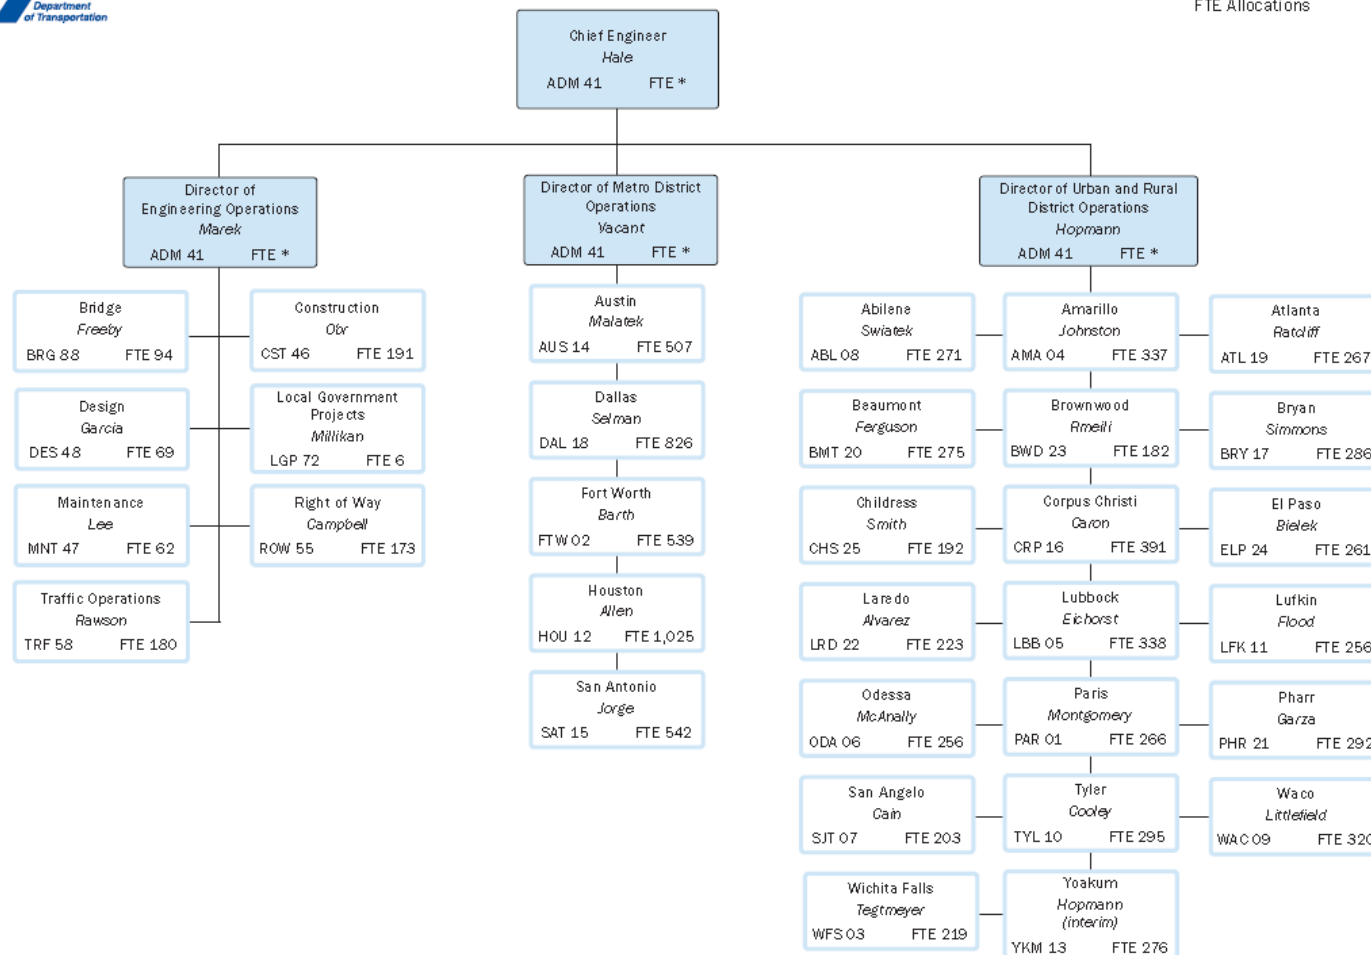 Department
of Transportation
FTE Allocations
Chief Engineer
Hale
ADM 41 FTE *
Director of
Engineering Operations
Marek
ADM 41 FTE *
Bridge
Freeby
BRG 88 FTE 94
Construction
Obr
CST 46 FTE 191
Design
Garcia
DES 48 FTE 69
Local Government
Projects
Millikan
LGP 72 FTE 6
Maintenance
Lee
MNT 47 FTE 62
Right of Way
Campbell
ROW 55 FTE 173
Traffic Operations
Rawson
TRF 58 FTE 180
Director of Metro District
Operations
Vacant
ADM 41 FTE *
Austin
Malatek
AUS 14 FTE 507
Dallas
Selman
DAL 18 FTE 826
Fort Worth
Barth
FTW 02 FTE 539
Houston
Allen
HOU 12 FTE 1,025
San Antonio
Jorge
SAT 15 FTE 542
Director of Urban and Rural
District Operations
Hopmann
ADM 41 FTE *
Abilene
Swiatek
ABL 08 FTE 271
Amarillo
Johnston
AMA 04 FTE 337
Atlanta
Ratcliff
ATL 19 FTE 267
Beaumont
Ferguson
BMT 20 FTE 275
Brownwood
Rmeili
BWD 23 FTE 182
Bryan
Simmons
BRY 17 FTE 286
Childress
Smith
CHS 25 FTE 192
Corpus Christi
Caron
CRP 16 FTE 391
El Paso
Bielek
ELP 24 FTE 261
Laredo
Alvarez
LRD 22 FTE 223
Lubbock
Eichorst
LBB 05 FTE 338
Lufkin
Flood
LFK 11 FTE 256
Odessa
McAnally
ODA 06 FTE 256
Paris
Montgomery
PAR 01 FTE 266
Pharr
Garza
PHR 21 FTE 292
San Angelo
Cain
SJT 07 FTE 203
Tyler
Cooley
TYL 10 FTE 295
Waco
Littlefield
WAC 09 FTE 320
Wichita Falls
Tegtmeyer
WFS 03 FTE 219
Yoakum
Hopmann
(interim)
YKM 13 FTE 276